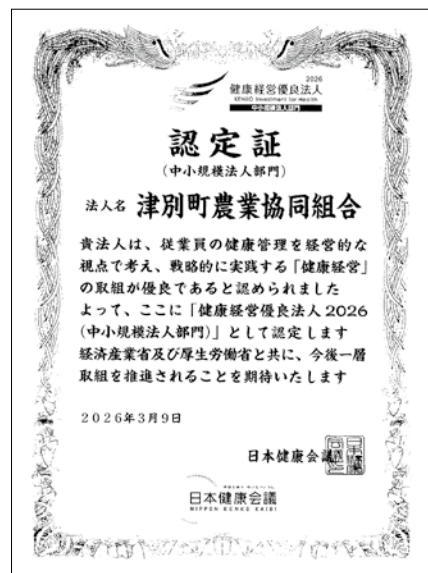 2026
健康経営優良法人
KENKO Investment for Health
中小規模法人部門
認定証
(中小規模法人部門)
法人名 津別町農業協同組合
貴法人は、従業員の健康管理を経営的な
視点で考え、戦略的に実践する「健康経営」
の取組が優良であると認められました
よって、ここに「健康経営優良法人2026
(中小規模法人部門)」として認定します
経済産業省及び厚生労働省と共に、今後一層
取組を推進されることを期待いたします
2026年3月9日
日本健康会議
日本健康会議
NIPPON KENKO KAIGI